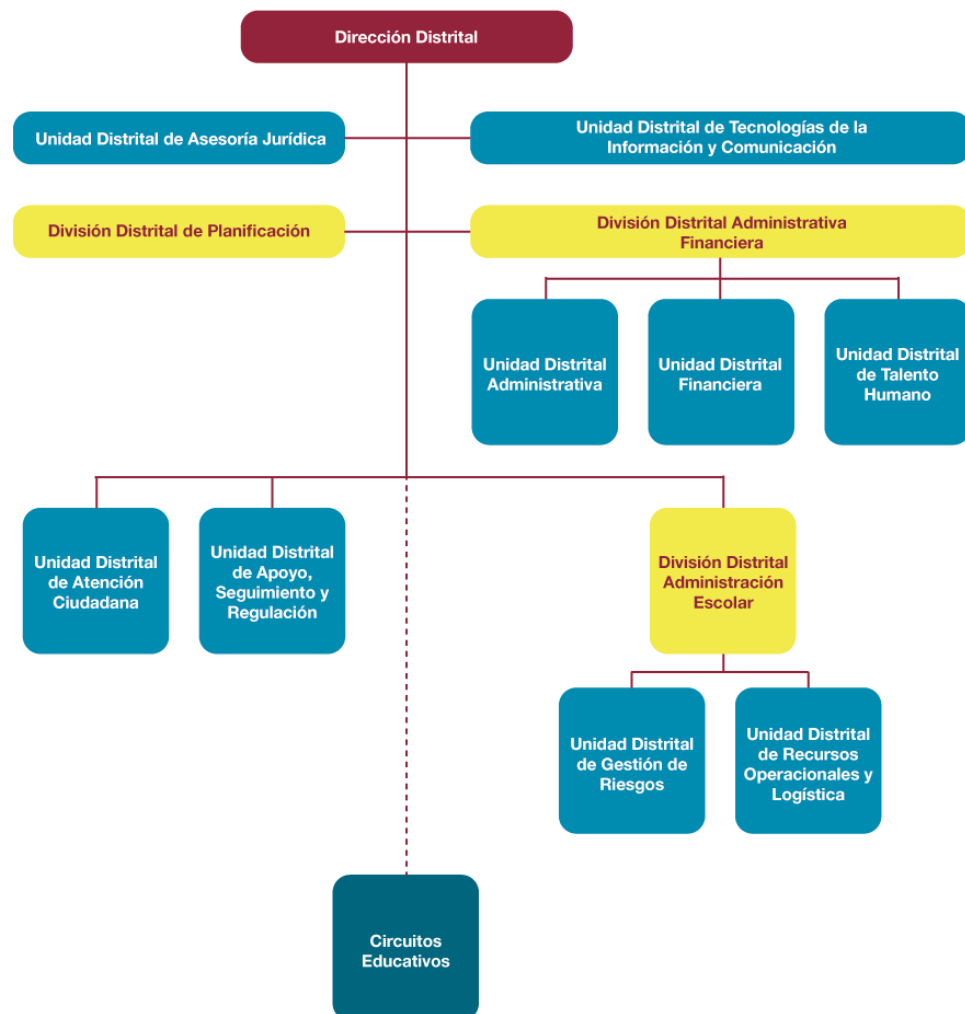 Dirección Distrital
Unidad Distrital de Asesoría Jurídica
Unidad Distrital de Tecnologías de la
Información y Comunicación
División Distrital de Planificación
División Distrital Administrativa
Financiera
Unidad Distrital
Administrativa
Unidad Distrital
Financiera
Unidad Distrital
de Talento
Humano
Unidad Distrital
de Atención
Ciudadana
Unidad Distrital
de Apoyo,
Seguimiento y
Regulación
División Distrital
Administración
Escolar
Unidad Distrital
de Gestión de
Riesgos
Unidad Distrital
de Recursos
Operacionales y
Logística
Circuitos
Educativos